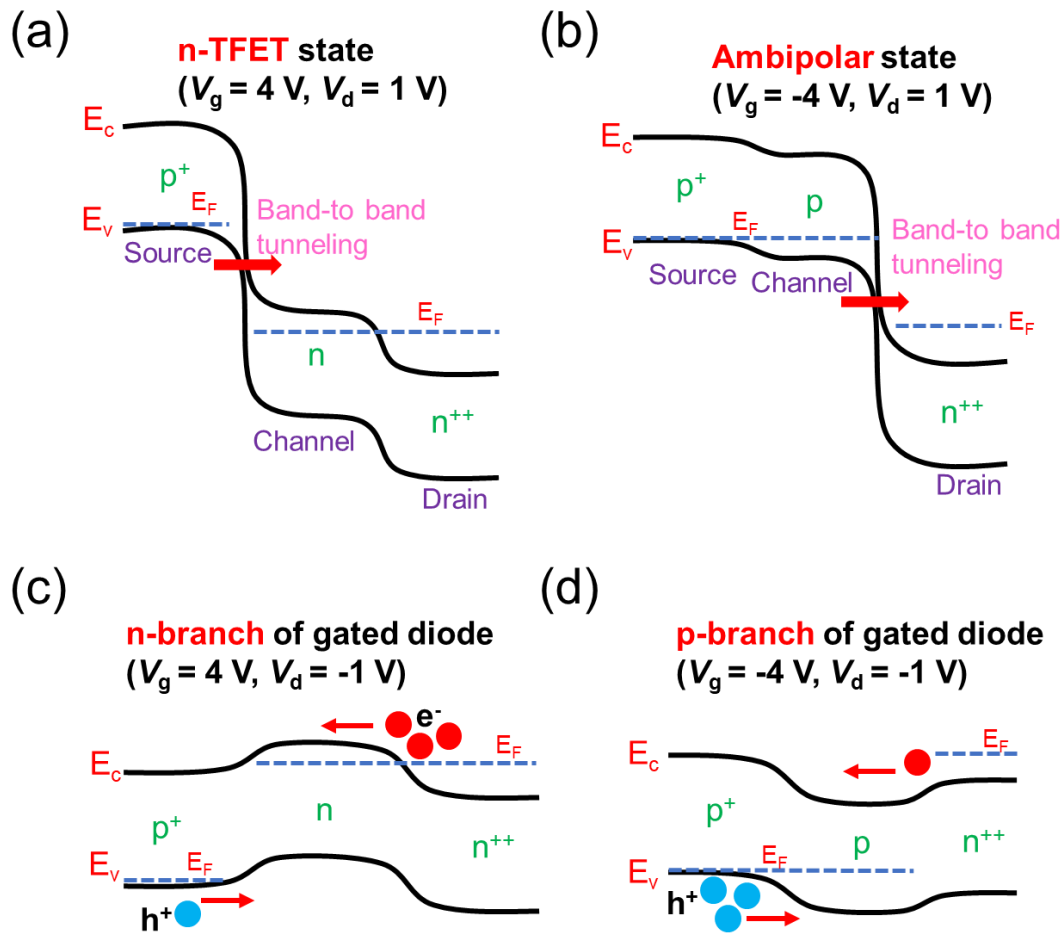 (a)
n-TFET state
(Vg = 4 V, Vd = 1 V)
Ec
p+
EF
Ev
Source
Band-to band
tunneling
EF
n
n++
Channel
Drain
(b)
Ambipolar state
(Vg = -4 V, Vd = 1 V)
Ec
p+
p
EF
Ev
Source
Channel
Band-to band
tunneling
EF
n++
Drain
(c)
n-branch of gated diode
(Vg = 4 V, Vd = -1 V)
e-
EF
Ec
n
p+
n++
Ev
EF
h+
(d)
p-branch of gated diode
(Vg = -4 V, Vd = -1 V)
EF
Ec
p+
p
n++
EF
Ev
h+